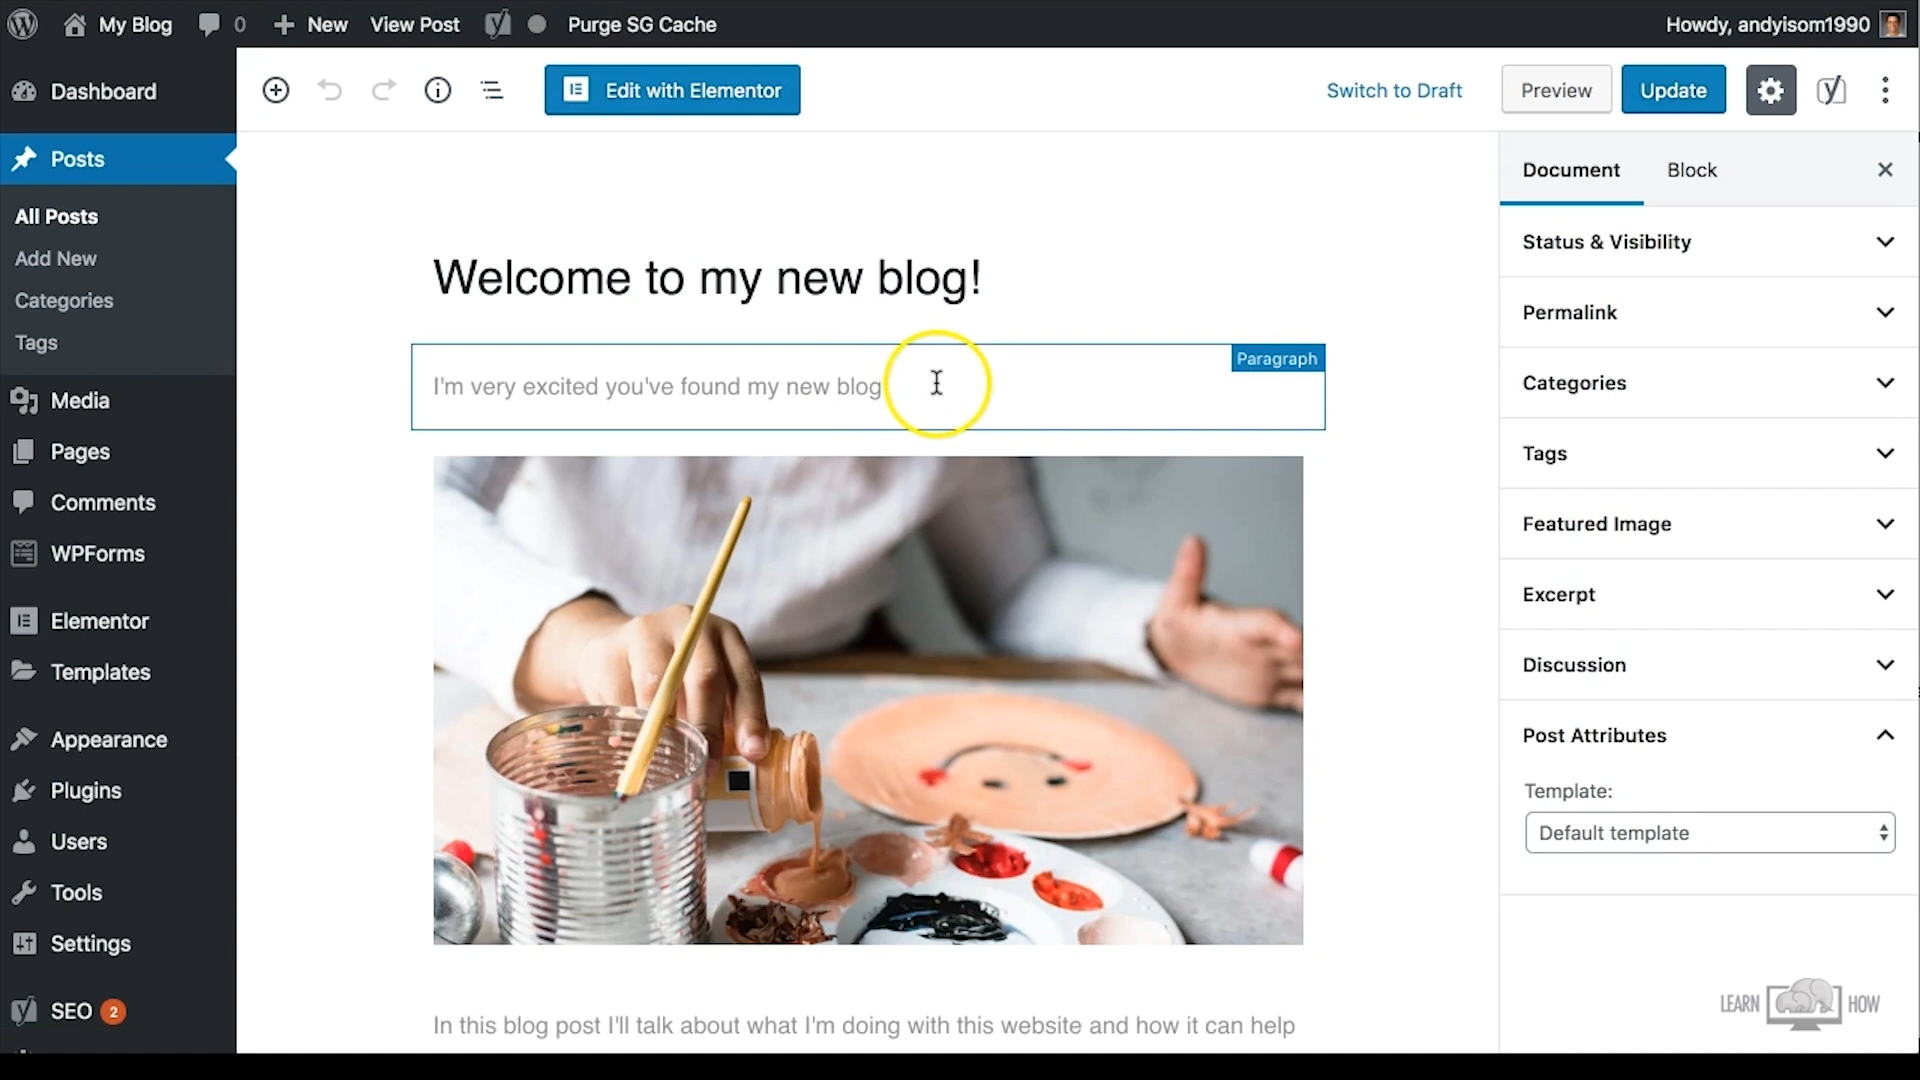 My Blog
0
New
View Post
Purge SG Cache
Howdy, andyisom1990
Dashboard
Posts
All Posts
Add New
Categories
Tags
Media
Pages
Comments
WPForms
Elementor
Templates
Appearance
Plugins
Users
Tools
Settings
SEO 2
Edit with Elementor
Switch to Draft
Preview
Update
Welcome to my new blog!
Paragraph
I'm very excited you've found my new blog
In this blog post I'll talk about what I'm doing with this website and how it can help
Document
Block
Status & Visibility
Permalink
Categories
Tags
Featured Image
Excerpt
Discussion
Post Attributes
Template:
Default template
LEARN HOW